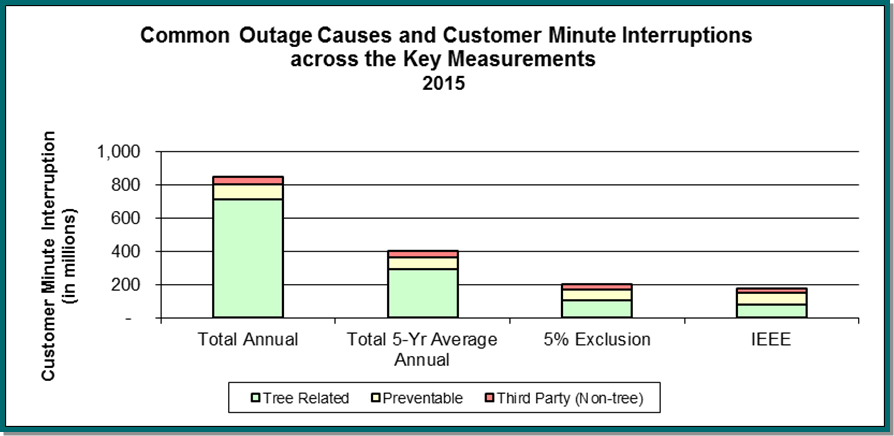 Common Outage Causes and Customer Minute Interruptions
across the Key Measurements
2015
Customer Minute Interruption
(in millions)
1,000
800
600
400
200
-
Total Annual
Total 5-Yr Average
Annual
5% Exclusion
IEEE
Tree Related
Preventable
Third Party (Non-tree)